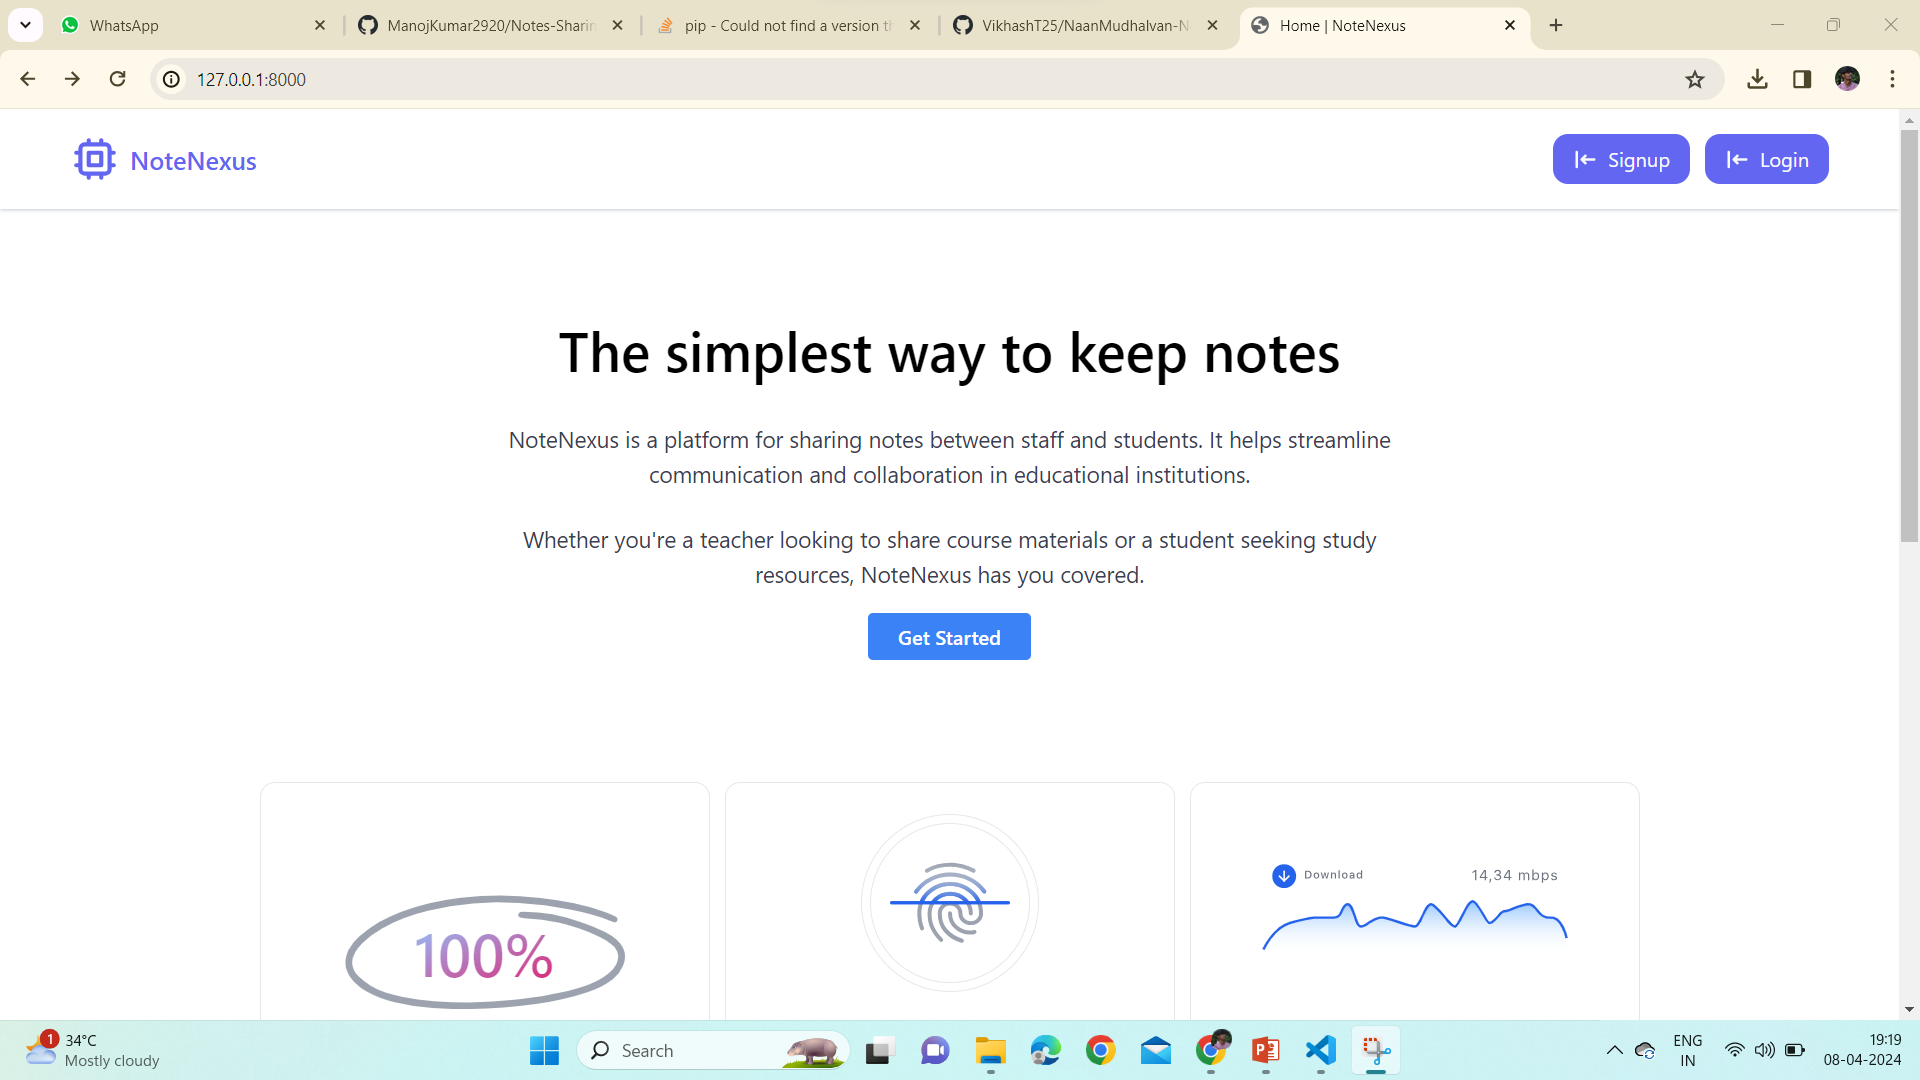 WhatsApp
ManojKumar2920/Notes-Sharin
pip - Could not find a version th
VikhashT25/NaanMudhalvan-N
Home | NoteNexus
127.0.0.1:8000
NoteNexus
Signup
Login
The simplest way to keep notes
NoteNexus is a platform for sharing notes between staff and students. It helps streamline
communication and collaboration in educational institutions.
Whether you're a teacher looking to share course materials or a student seeking study
resources, NoteNexus has you covered.
Get Started
100%
Download
14,34 mbps
1
34°C
Mostly cloudy
Search
ENG
IN
19:19
08-04-2024